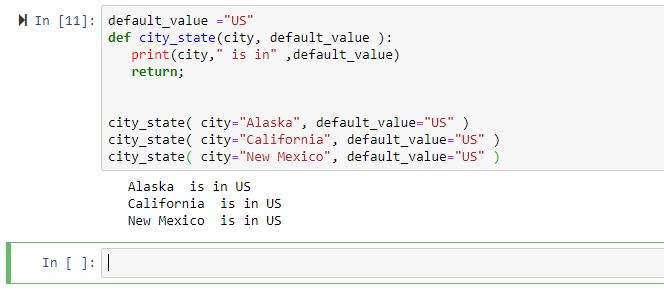 In [11]: default_value ="US"
def city_state(city, default_value ):
print(city," is in" ,default_value)
return;
city_state( city="Alaska", default_value="US" )
city_state( city="California", default_value="US" )
city_state( city="New Mexico", default_value="US" )
Alaska  is in US
California  is in US
New Mexico  is in US
In [ ]: